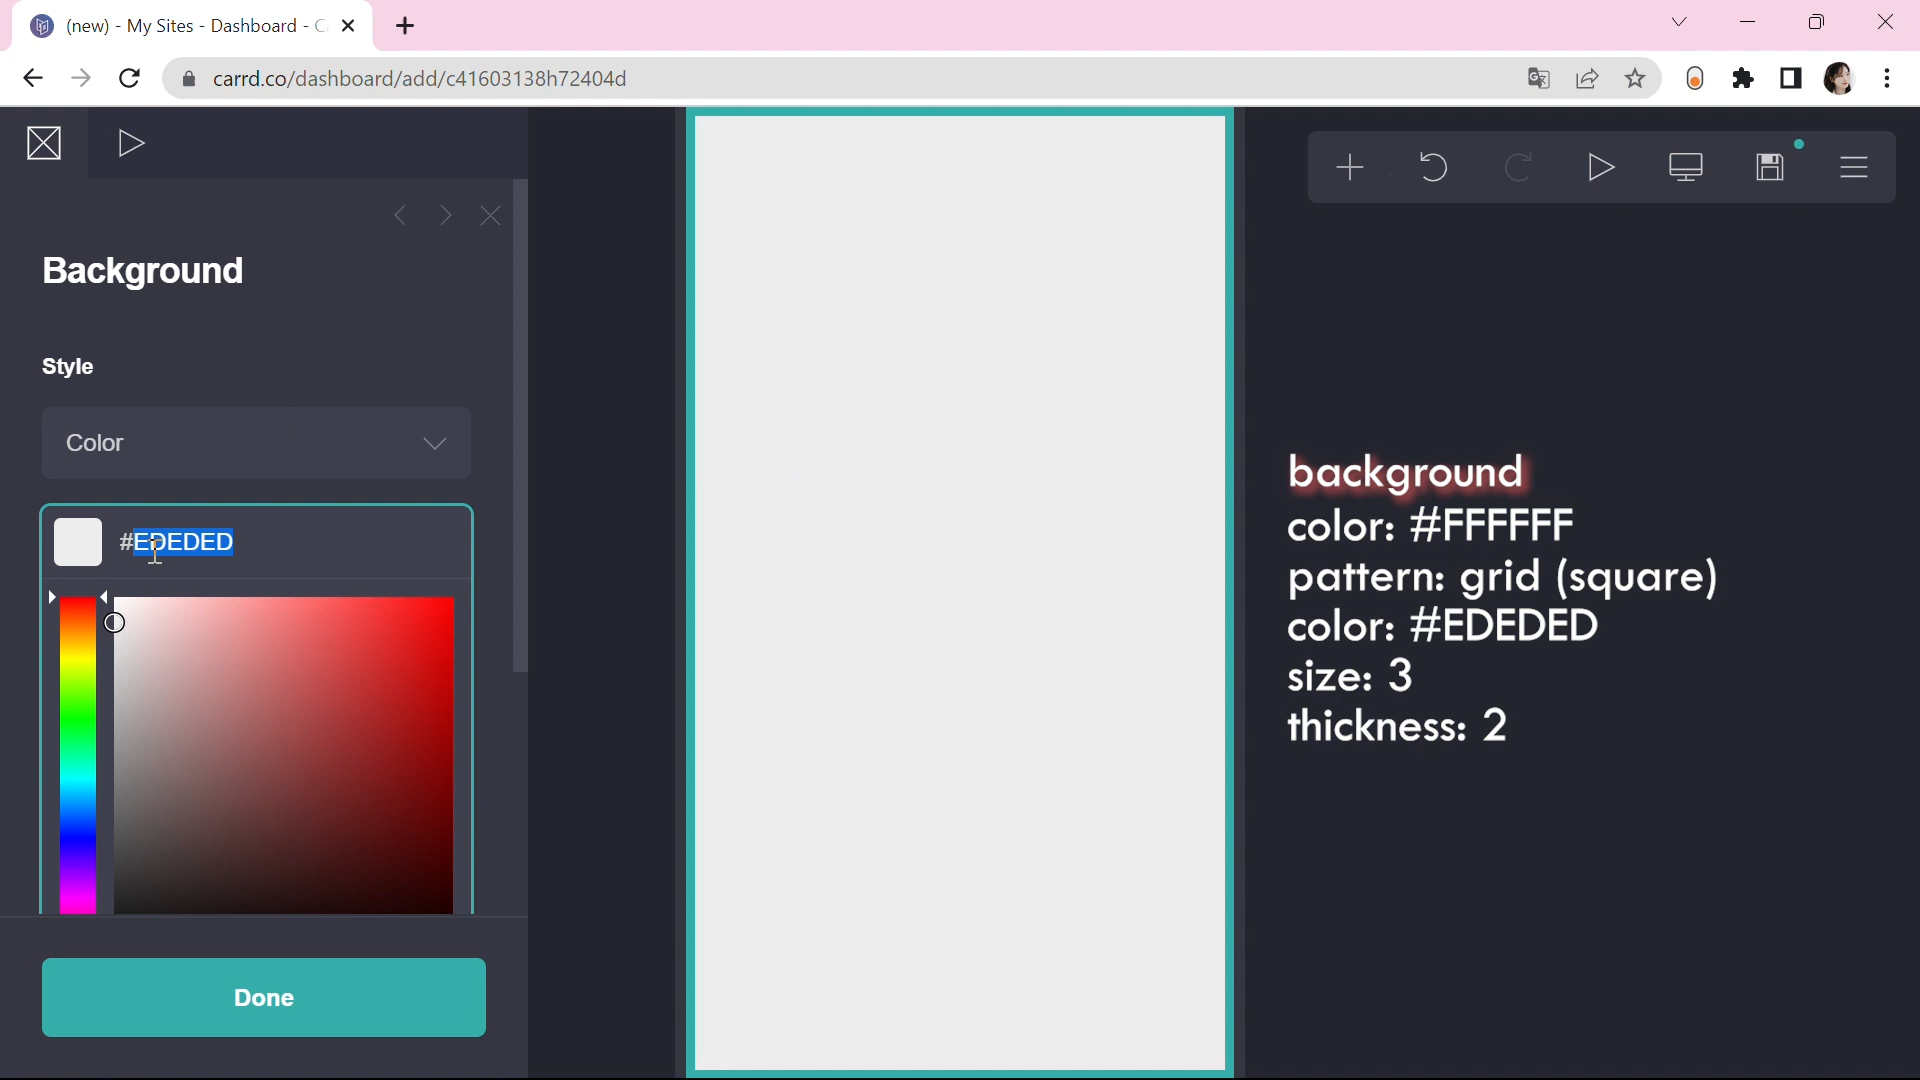 (new) - My Sites - Dashboard - C
carrd.co/dashboard/add/c41603138h72404d
Background
Style
Color
#EDEDED
Done
background
color: #FFFFFF
pattern: grid (square)
color: #EDEDED
size: 3
thickness: 2